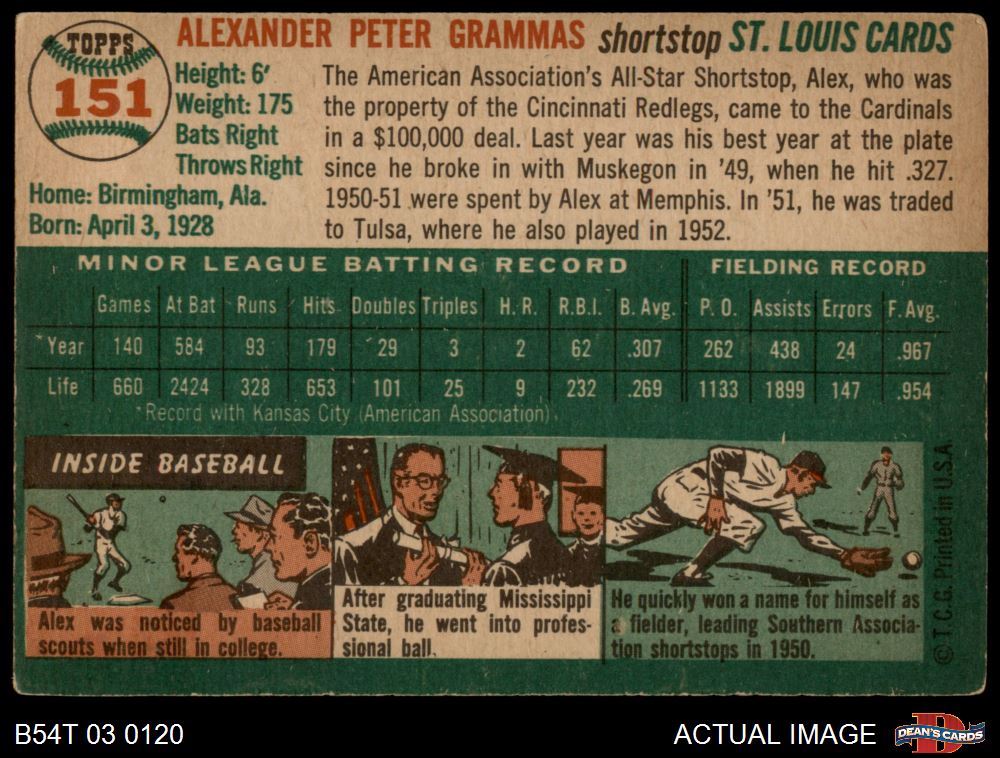 TOPPS
151
ALEXANDER PETER GRAMMAS shortstop ST. LOUIS CARDS
Height: 6'
Weight: 175
Bats Right
Throws Right
Home: Birmingham, Ala.
Born: April 3, 1928
The American Association's All-Star Shortstop, Alex, who was
the property of the Cincinnati Redlegs, came to the Cardinals
in a $100,000 deal. Last year was his best year at the plate
since he broke in with Muskegon in '49, when he hit .327.
1950-51 were spent by Alex at Memphis. In '51, he was traded
to Tulsa, where he also played in 1952.
MINOR LEAGUE BATTING RECORD FIELDING RECORD
Games At Bat Runs Hits Doubles Triples H. R. R.B.I. B. Avg. P. O. Assists Errors F. Avg.
*Year 140 584 93 179 29 3 2 62 .307 262 438 24 .967
Life 660 2424 328 653 101 25 9 232 .269 1133 1899 147 .954
*Record with Kansas City (American Association).
INSIDE BASEBALL
Alex was noticed by baseball
scouts when still in college.
After graduating Mississippi
State, he went into profes-
sional ball.
He quickly won a name for himself as
a fielder, leading Southern Associa-
tion shortstops in 1950.
© T. C. G. Printed in U.S.A
B54T 03 0120
ACTUAL IMAGE
DEAN'S CARDS